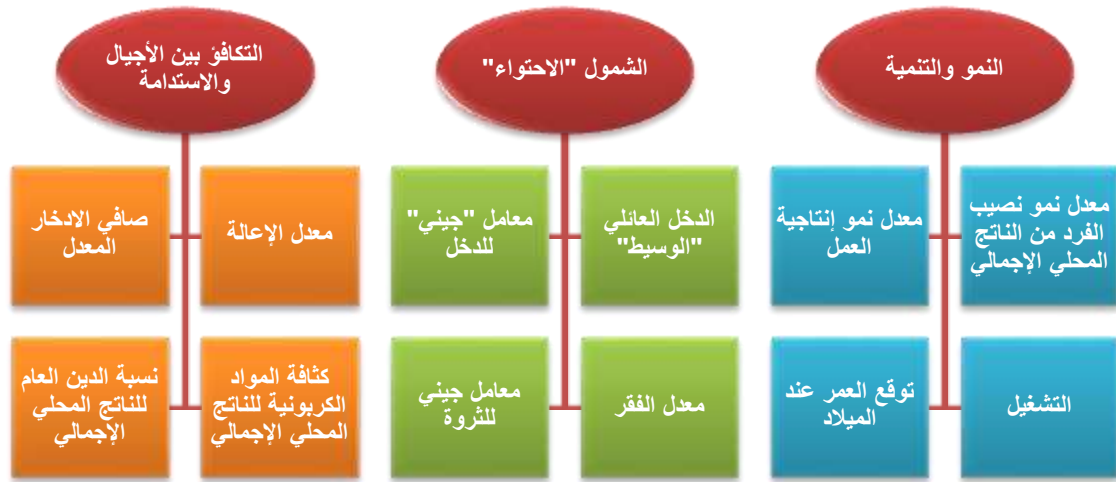 النمو والتنمية
معدل نمو نصيب
الفرد من الناتج
المحلي الإجمالي
معدل نمو إنتاجية
العمل
التشغيل
توقع العمر عند
الميلاد
الشمول "الاحتواء"
الدخل العائلي
"الوسيط"
معامل "جيني"
للدخل
معدل الفقر
معامل جيني
للثروة
التكافؤ بين الأجيال
والاستدامة
معدل الإعالة
صافي الادخار
المعدل
كثافة المواد
الكربونية للناتج
المحلي الإجمالي
نسبة الدين العام
للناتج المحلي
الإجمالي